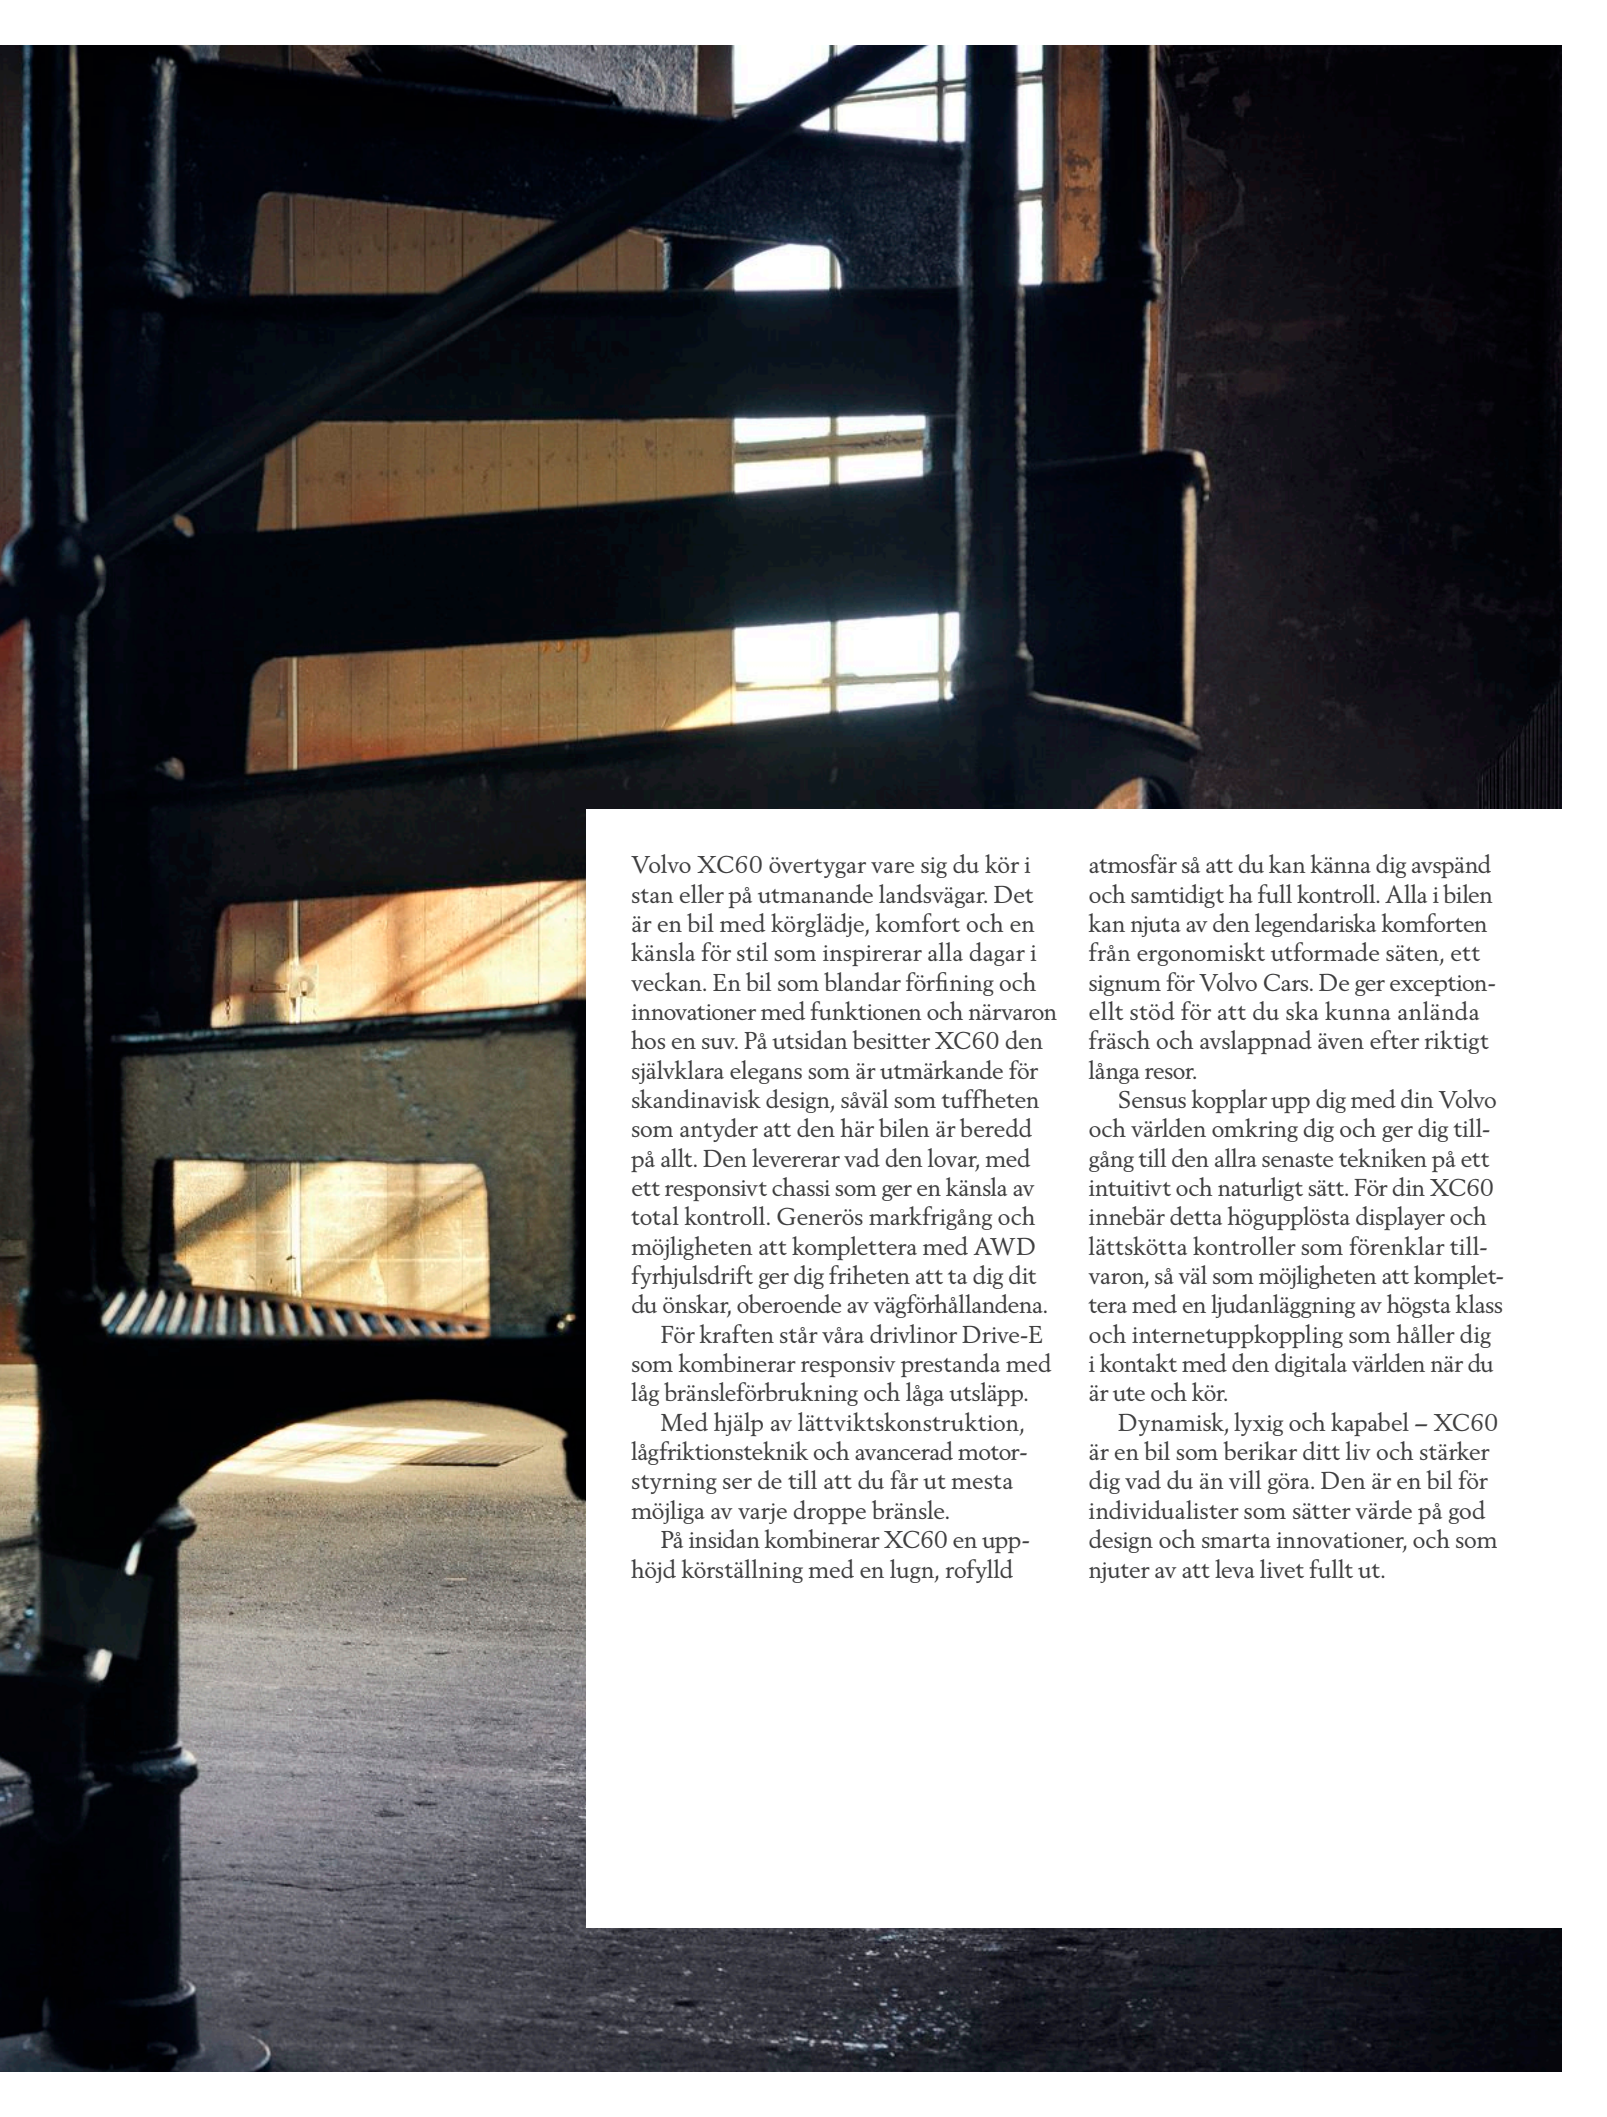 Volvo XC60 övertygar vare sig du kör i
stan eller på utmanande landsvägar. Det
är en bil med körglädje, komfort och en
känsla för stil som inspirerar alla dagar i
veckan. En bil som blandar förfining och
innovationer med funktionen och närvaron
hos en suv. På utsidan besitter XC60 den
självklara elegans som är utmärkande för
skandinavisk design, såväl som tuffheten
som antyder att den här bilen är beredd
på allt. Den levererar vad den lovar, med
ett responsivt chassi som ger en känsla av
total kontroll. Generös markfrigång och
möjligheten att komplettera med AWD
fyrhjulsdrift ger dig friheten att ta dig dit
du önskar, oberoende av vägförhållandena.
För kraften står våra drivlinor Drive-E
som kombinerar responsiv prestanda med
låg bränsleförbrukning och låga utsläpp.
Med hjälp av lättviktskonstruktion,
lågfriktionsteknik och avancerad motor-
styrning ser de till att du får ut mesta
möjliga av varje droppe bränsle.
På insidan kombinerar XC60 en upp-
höjd körställning med en lugn, rofylld
atmosfär så att du kan känna dig avspänd
och samtidigt ha full kontroll. Alla i bilen
kan njuta av den legendariska komforten
från ergonomiskt utformade säten, ett
signum för Volvo Cars. De ger exception-
ellt stöd för att du ska kunna anlända
fräsch och avslappnad även efter riktigt
långa resor.
Sensus kopplar upp dig med din Volvo
och världen omkring dig och ger dig till-
gång till den allra senaste tekniken på ett
intuitivt och naturligt sätt. För din XC60
innebär detta högupplösta displayer och
lättskötta kontroller som förenklar till-
varon, så väl som möjligheten att komplet-
tera med en ljudanläggning av högsta klass
och internetuppkoppling som håller dig
i kontakt med den digitala världen när du
är ute och kör.
Dynamisk, lyxig och kapabel – XC60
är en bil som berikar ditt liv och stärker
dig vad du än vill göra. Den är en bil för
individualister som sätter värde på god
design och smarta innovationer, och som
njuter av att leva livet fullt ut.